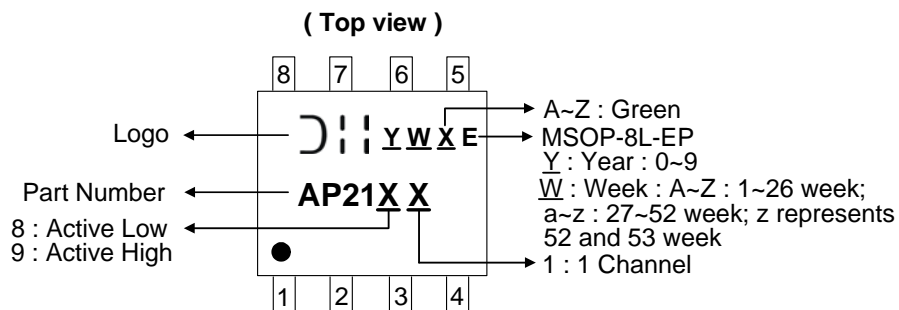 ( Top view )
8 7 6 5
Logo
Y W X E
A~Z : Green
MSOP-8L-EP
Y : Year : 0~9
W : Week : A~Z : 1~26 week;
a~z : 27~52 week; z represents
52 and 53 week
Part Number
AP21X X
8 : Active Low
9 : Active High
1 : 1 Channel
1 2 3 4